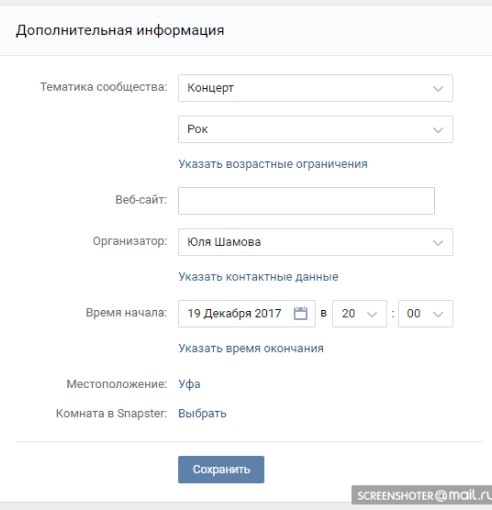 Дополнительная информация
Тематика сообщества: Концерт
Рок
Указать возрастные ограничения
Веб-сайт:
Организатор: Юля Шамова
Указать контактные данные
Время начала: 19 Декабря 2017 в 20 : 00
Указать время окончания
Местоположение: Уфа
Комната в Snapster: Выбрать
Сохранить
SCREENSHOTER@mail.ru